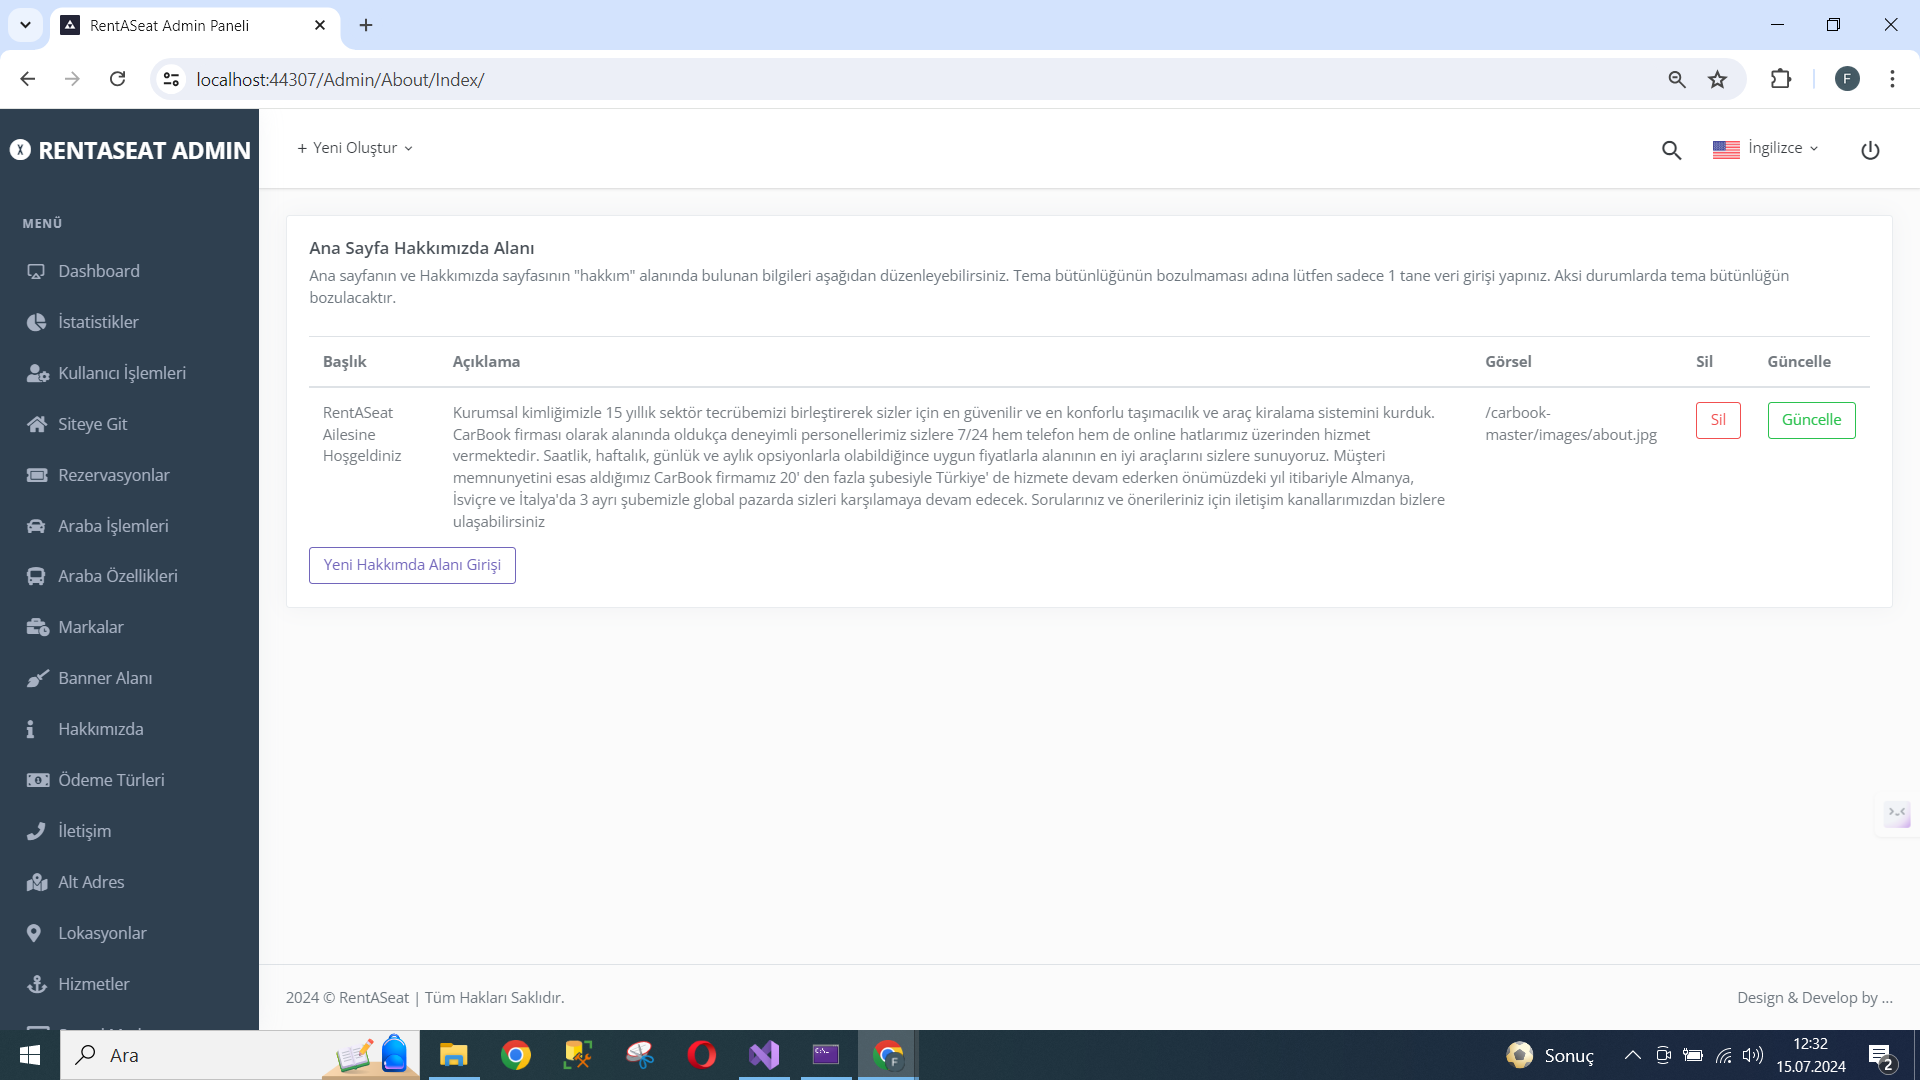 RentASeat Admin Paneli
localhost:44307/Admin/About/Index/
F
RENTASEAT ADMIN
+ Yeni Oluştur
İngilizce
MENÜ
Dashboard
İstatistikler
Kullanıcı İşlemleri
Siteye Git
Rezervasyonlar
Araba İşlemleri
Araba Özellikleri
Markalar
Banner Alanı
Hakkımızda
Ödeme Türleri
İletişim
Alt Adres
Lokasyonlar
Hizmetler
Ana Sayfa Hakkımızda Alanı
Ana sayfanın ve Hakkımızda sayfasının "hakkım" alanında bulunan bilgileri aşağıdan düzenleyebilirsiniz. Tema bütünlüğünün bozulmaması adına lütfen sadece 1 tane veri girişi yapınız. Aksi durumlarda tema bütünlüğün
bozulacaktır.
Başlık Açıklama Görsel Sil Güncelle
RentASeat
Ailesine
Hoşgeldiniz
Kurumsal kimliğimizle 15 yıllık sektör tecrübemizi birleştirerek sizler için en güvenilir ve en konforlu taşımacılık ve araç kiralama sistemini kurduk.
CarBook firması olarak alanında oldukça deneyimli personellerimiz sizlere 7/24 hem telefon hem de online hatlarımız üzerinden hizmet
vermektedir. Saatlik, haftalık, günlük ve aylık opsiyonlarla olabildiğince uygun fiyatlarla alanının en iyi araçlarını sizlere sunuyoruz. Müşteri
memnunyetini esas aldığımız CarBook firmamız 20' den fazla şubesiyle Türkiye' de hizmete devam ederken önümüzdeki yıl itibariyle Almanya,
İsviçre ve İtalya'da 3 ayrı şubemizle global pazarda sizleri karşılamaya devam edecek. Sorularınız ve önerileriniz için iletişim kanallarımızdan bizlere
ulaşabilirsiniz
/carbook-
master/images/about.jpg
Sil
Güncelle
Yeni Hakkımda Alanı Girişi
2024 © RentASeat | Tüm Hakları Saklıdır.
Design & Develop by ...
Ara
F
Sonuç
12:32
15.07.2024
2